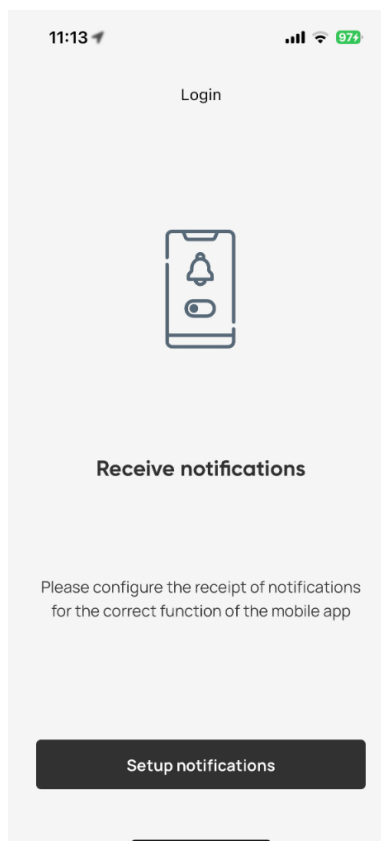 11:13
97
Login
Receive notifications
Please configure the receipt of notifications
for the correct function of the mobile app
Setup notifications